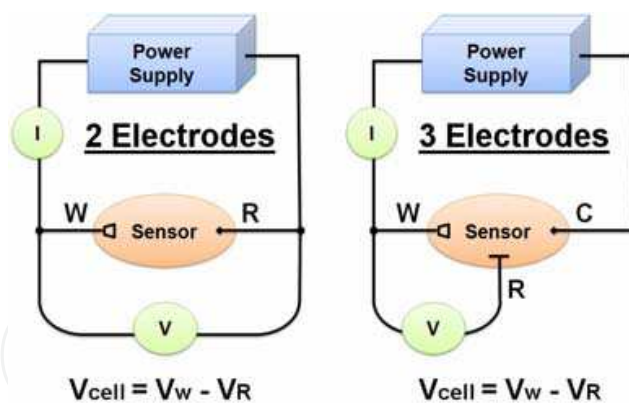 Power
Supply
I
2 Electrodes
W
Sensor
R
V
Vcell = Vw - VR
Power
Supply
I
3 Electrodes
W
Sensor
C
R
V
Vcell = Vw - VR